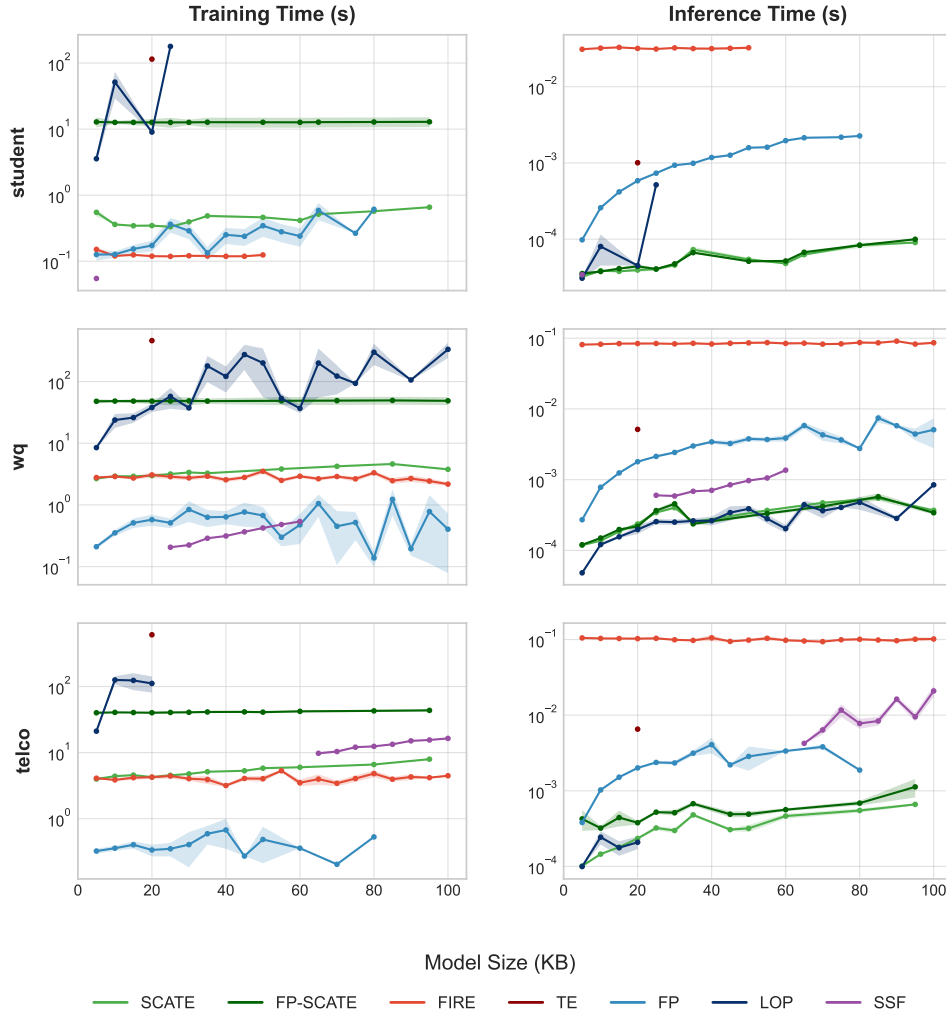 Training Time (s)
Inference Time (s)
student
10²
10¹
10⁰
10⁻¹
10⁻²
10⁻³
10⁻⁴
wq
10²
10¹
10⁰
10⁻¹
10⁻¹
10⁻²
10⁻³
10⁻⁴
telco
10²
10¹
10⁰
10⁻¹
10⁻²
10⁻³
10⁻⁴
0 20 40 60 80 100
0 20 40 60 80 100
Model Size (KB)
SCATE FP-SCATE FIRE TE FP LOP SSF